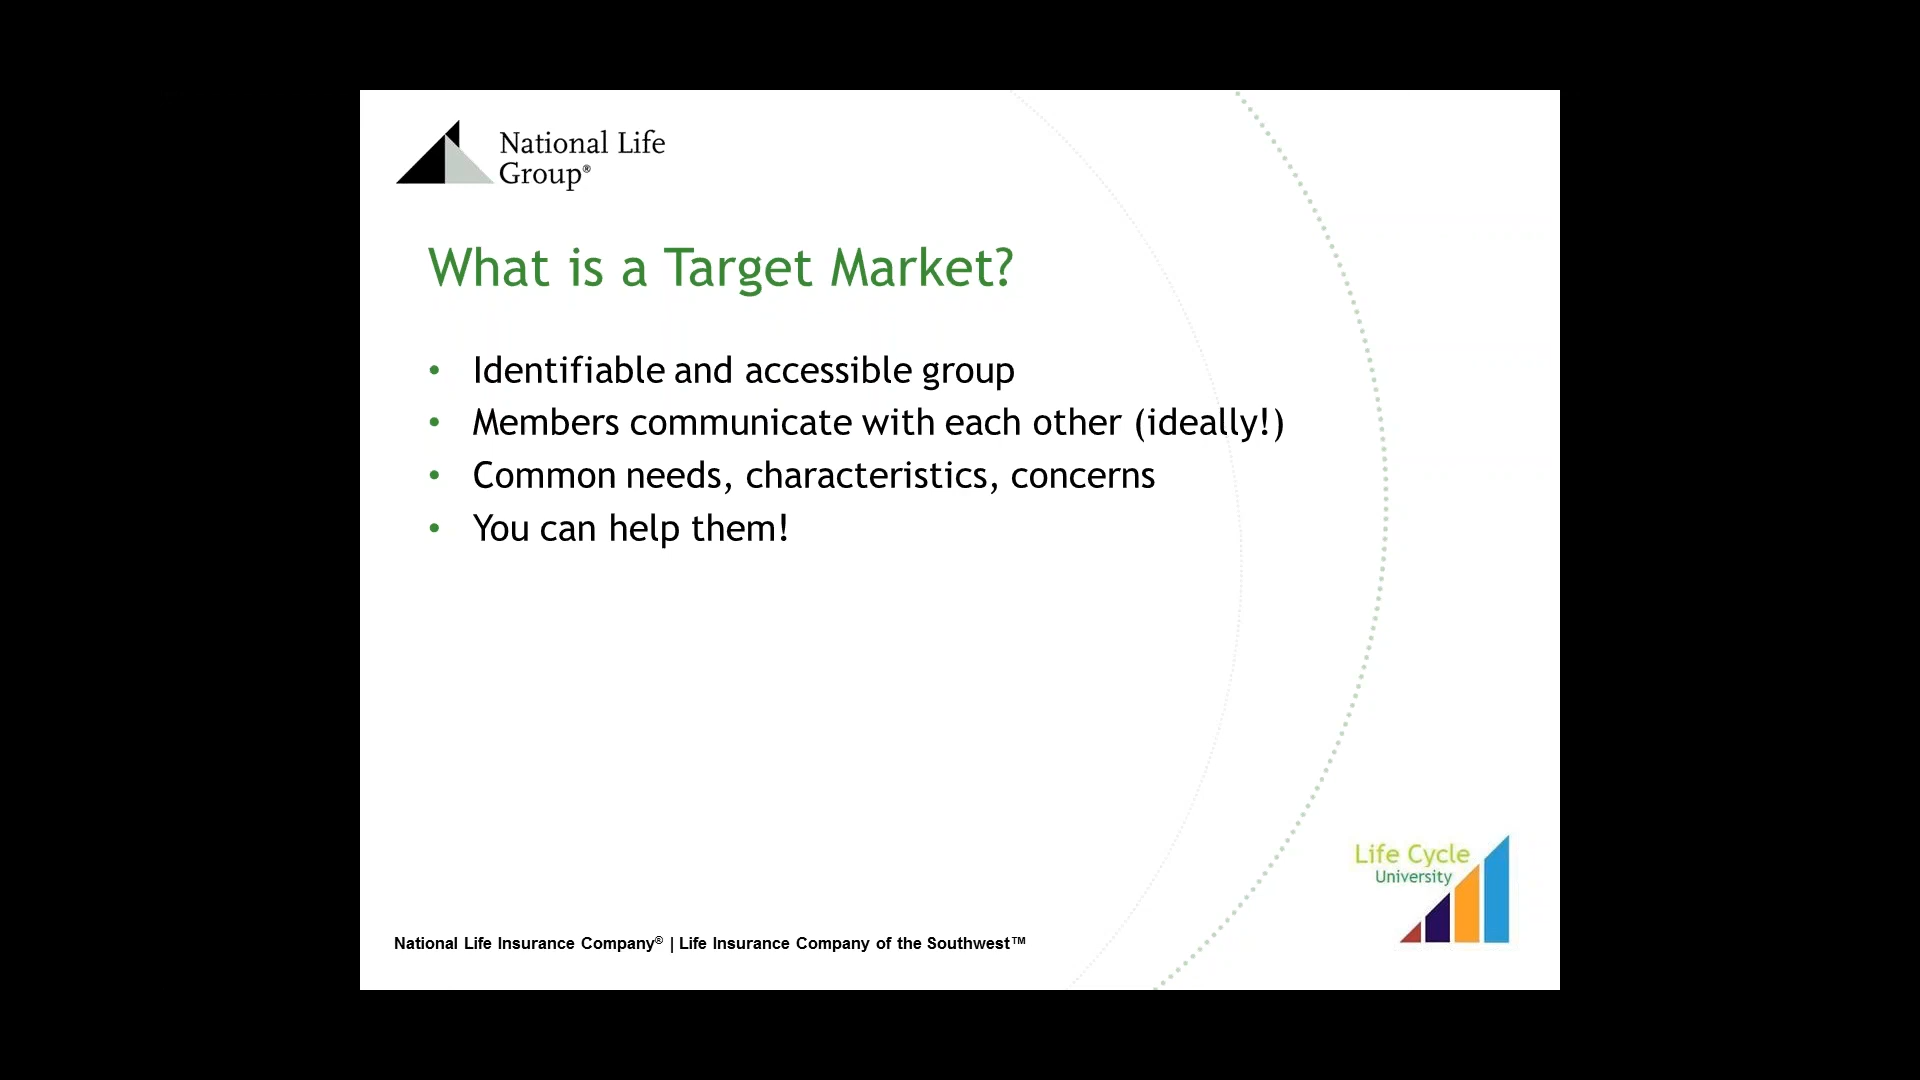 National Life
Group®
What is a Target Market?
• Identifiable and accessible group
• Members communicate with each other (ideally!)
• Common needs, characteristics, concerns
• You can help them!
Life Cycle
University
National Life Insurance Company® | Life Insurance Company of the Southwest™